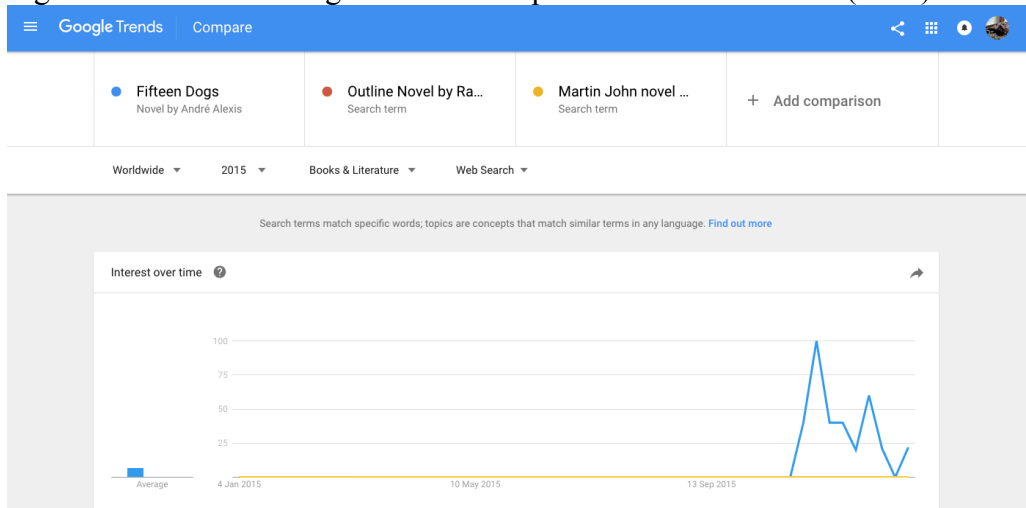 Google Trends Compare
Fifteen Dogs
Novel by André Alexis
Outline Novel by Ra...
Search term
Martin John novel ...
Search term
+ Add comparison
Worldwide 2015 Books & Literature Web Search
Search terms match specific words; topics are concepts that match similar terms in any language. Find out more
Interest over time ?
100
75
50
25
Average 4 Jan 2015 10 May 2015 13 Sep 2015